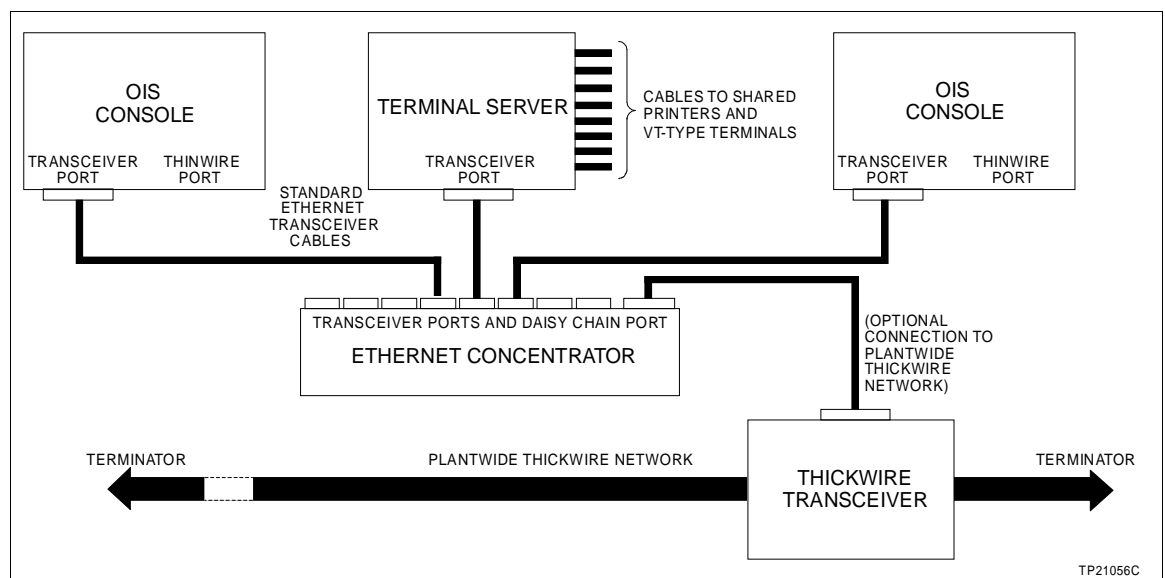 OIS
CONSOLE
TRANSCEIVER
PORT
THINWIRE
PORT
TERMINAL SERVER
TRANSCEIVER
PORT
CABLES TO SHARED
PRINTERS AND
VT-TYPE TERMINALS
OIS
CONSOLE
TRANSCEIVER
PORT
THINWIRE
PORT
STANDARD
ETHERNET
TRANSCEIVER
CABLES
TRANSCEIVER PORTS AND DAISY CHAIN PORT
ETHERNET CONCENTRATOR
(OPTIONAL
CONNECTION TO
PLANTWIDE
THICKWIRE
NETWORK)
TERMINATOR
PLANTWIDE THICKWIRE NETWORK
THICKWIRE
TRANSCEIVER
TERMINATOR
TP21056C